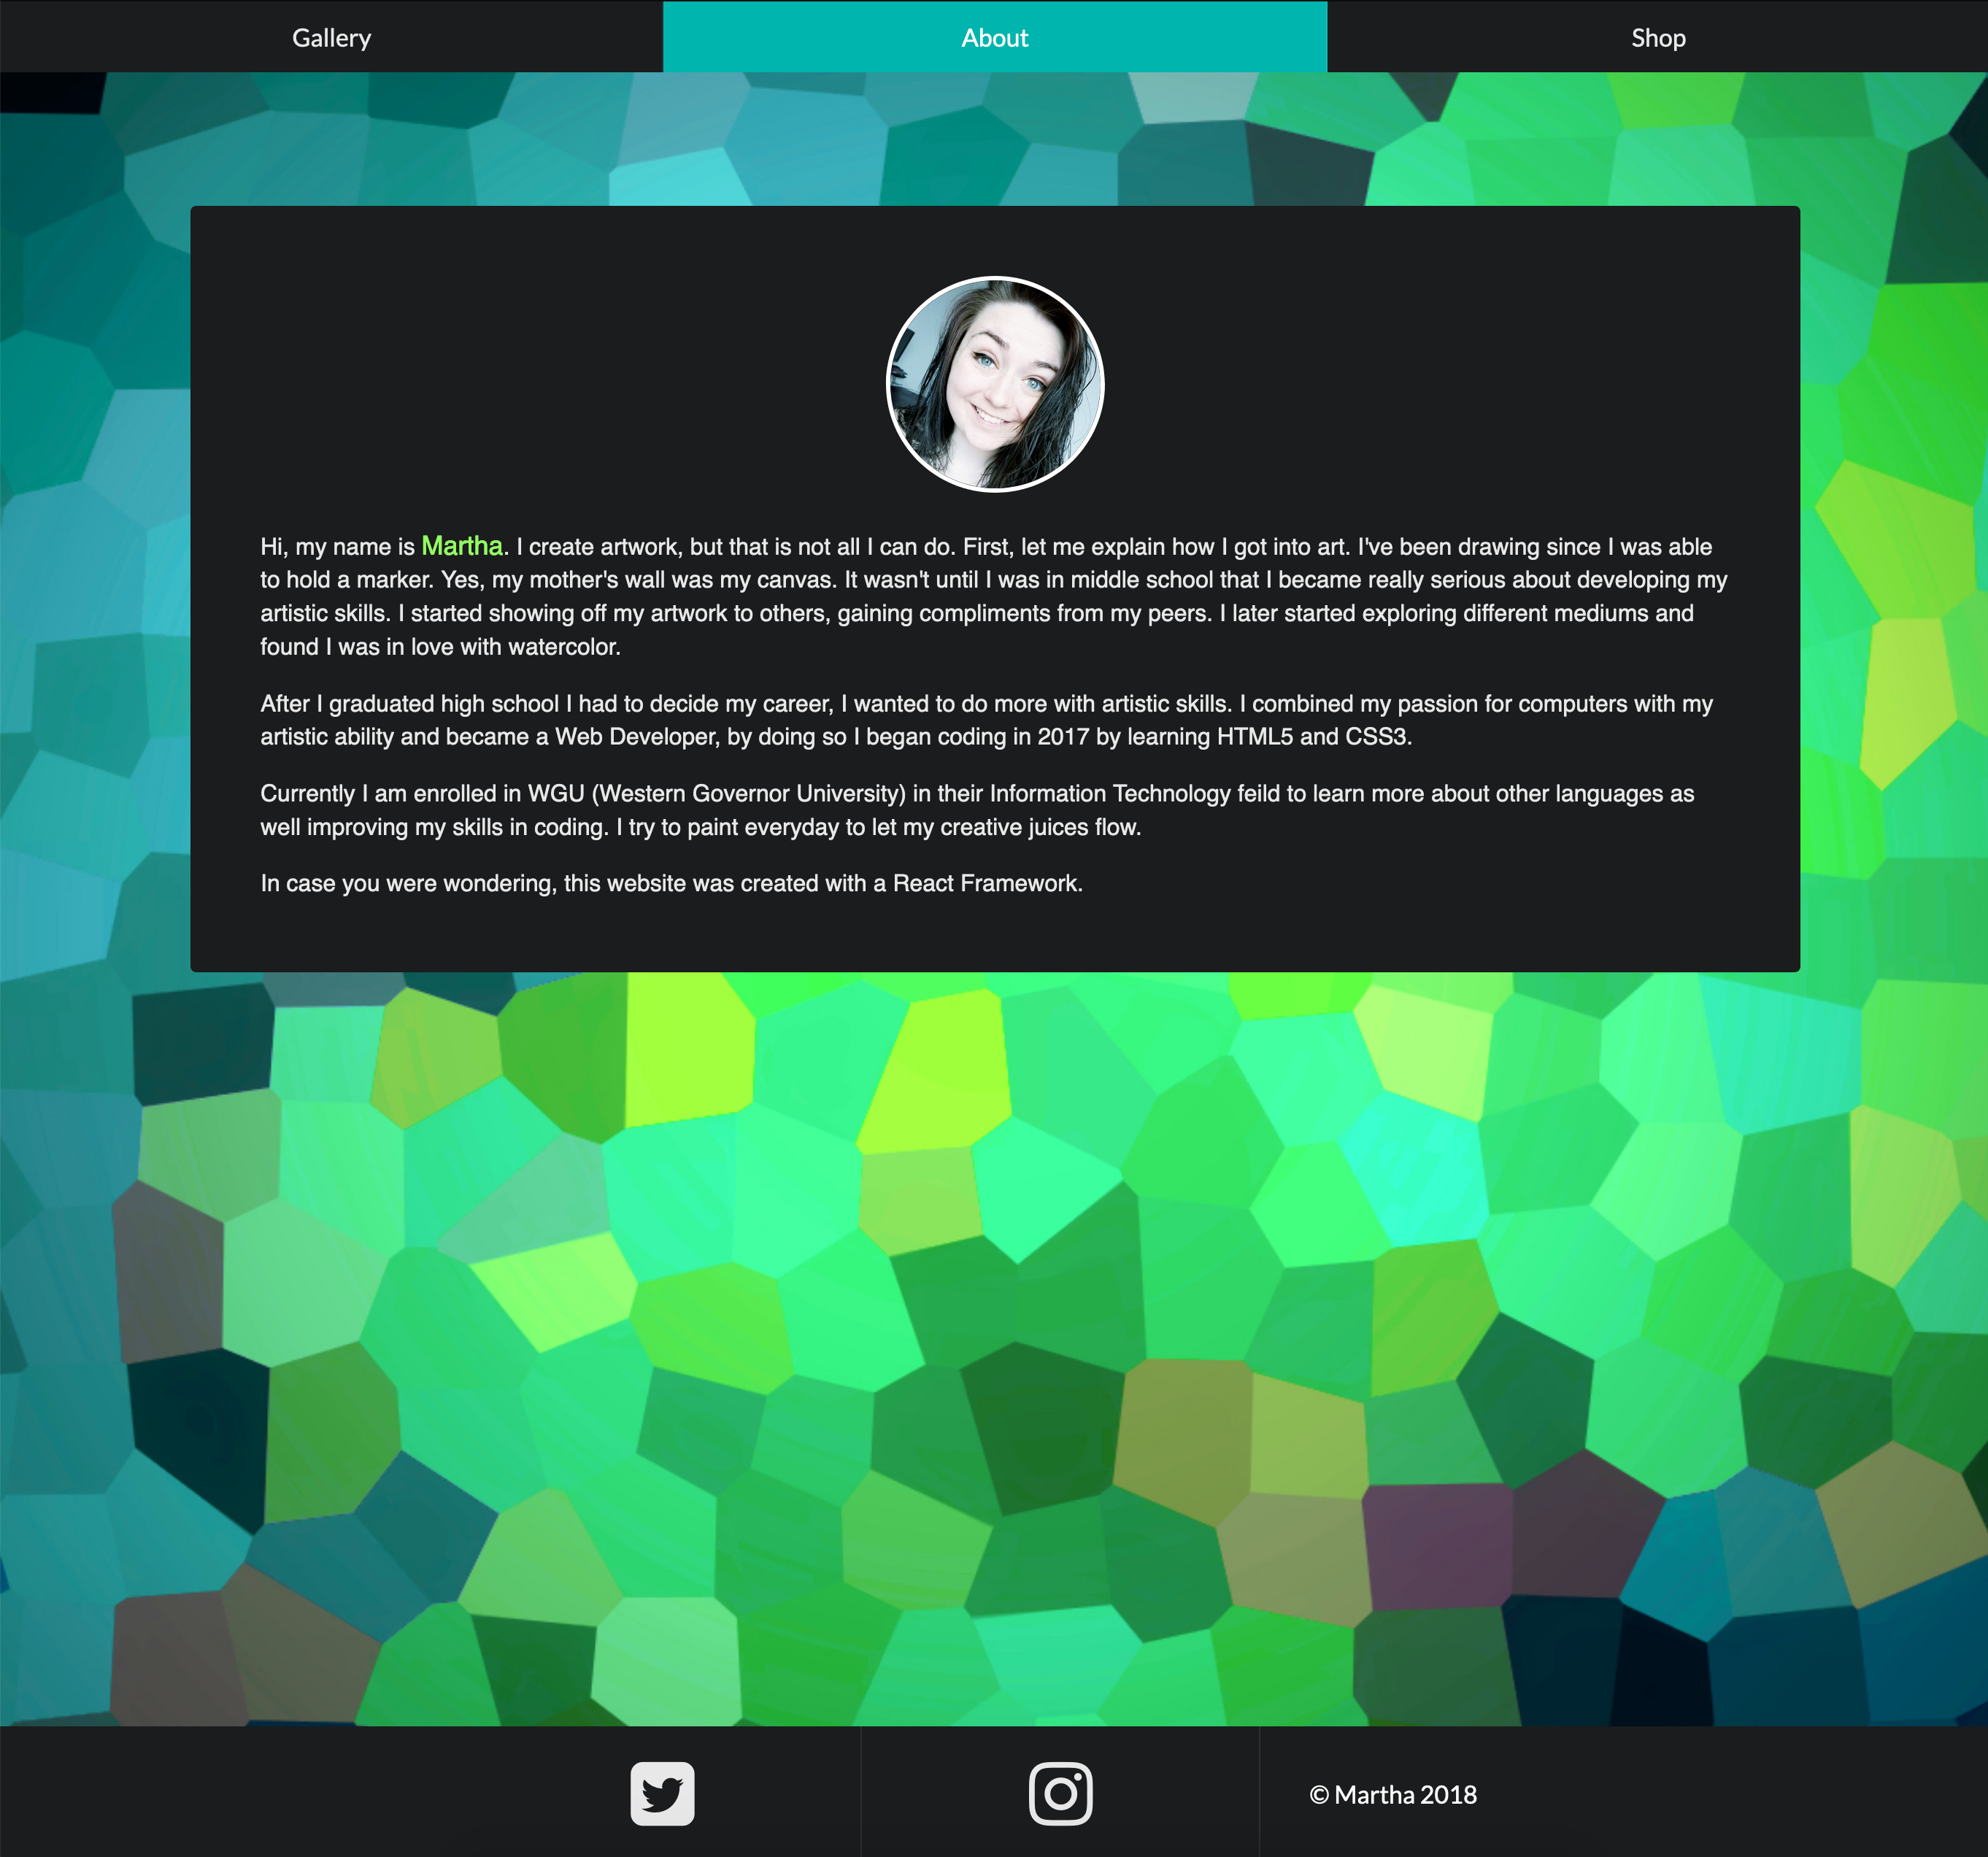 Gallery
About
Shop
Hi, my name is Martha. I create artwork, but that is not all I can do. First, let me explain how I got into art. I've been drawing since I was able
to hold a marker. Yes, my mother's wall was my canvas. It wasn't until I was in middle school that I became really serious about developing my
artistic skills. I started showing off my artwork to others, gaining compliments from my peers. I later started exploring different mediums and
found I was in love with watercolor.
After I graduated high school I had to decide my career, I wanted to do more with artistic skills. I combined my passion for computers with my
artistic ability and became a Web Developer, by doing so I began coding in 2017 by learning HTML5 and CSS3.
Currently I am enrolled in WGU (Western Governor University) in their Information Technology feild to learn more about other languages as
well improving my skills in coding. I try to paint everyday to let my creative juices flow.
In case you were wondering, this website was created with a React Framework.
© Martha 2018